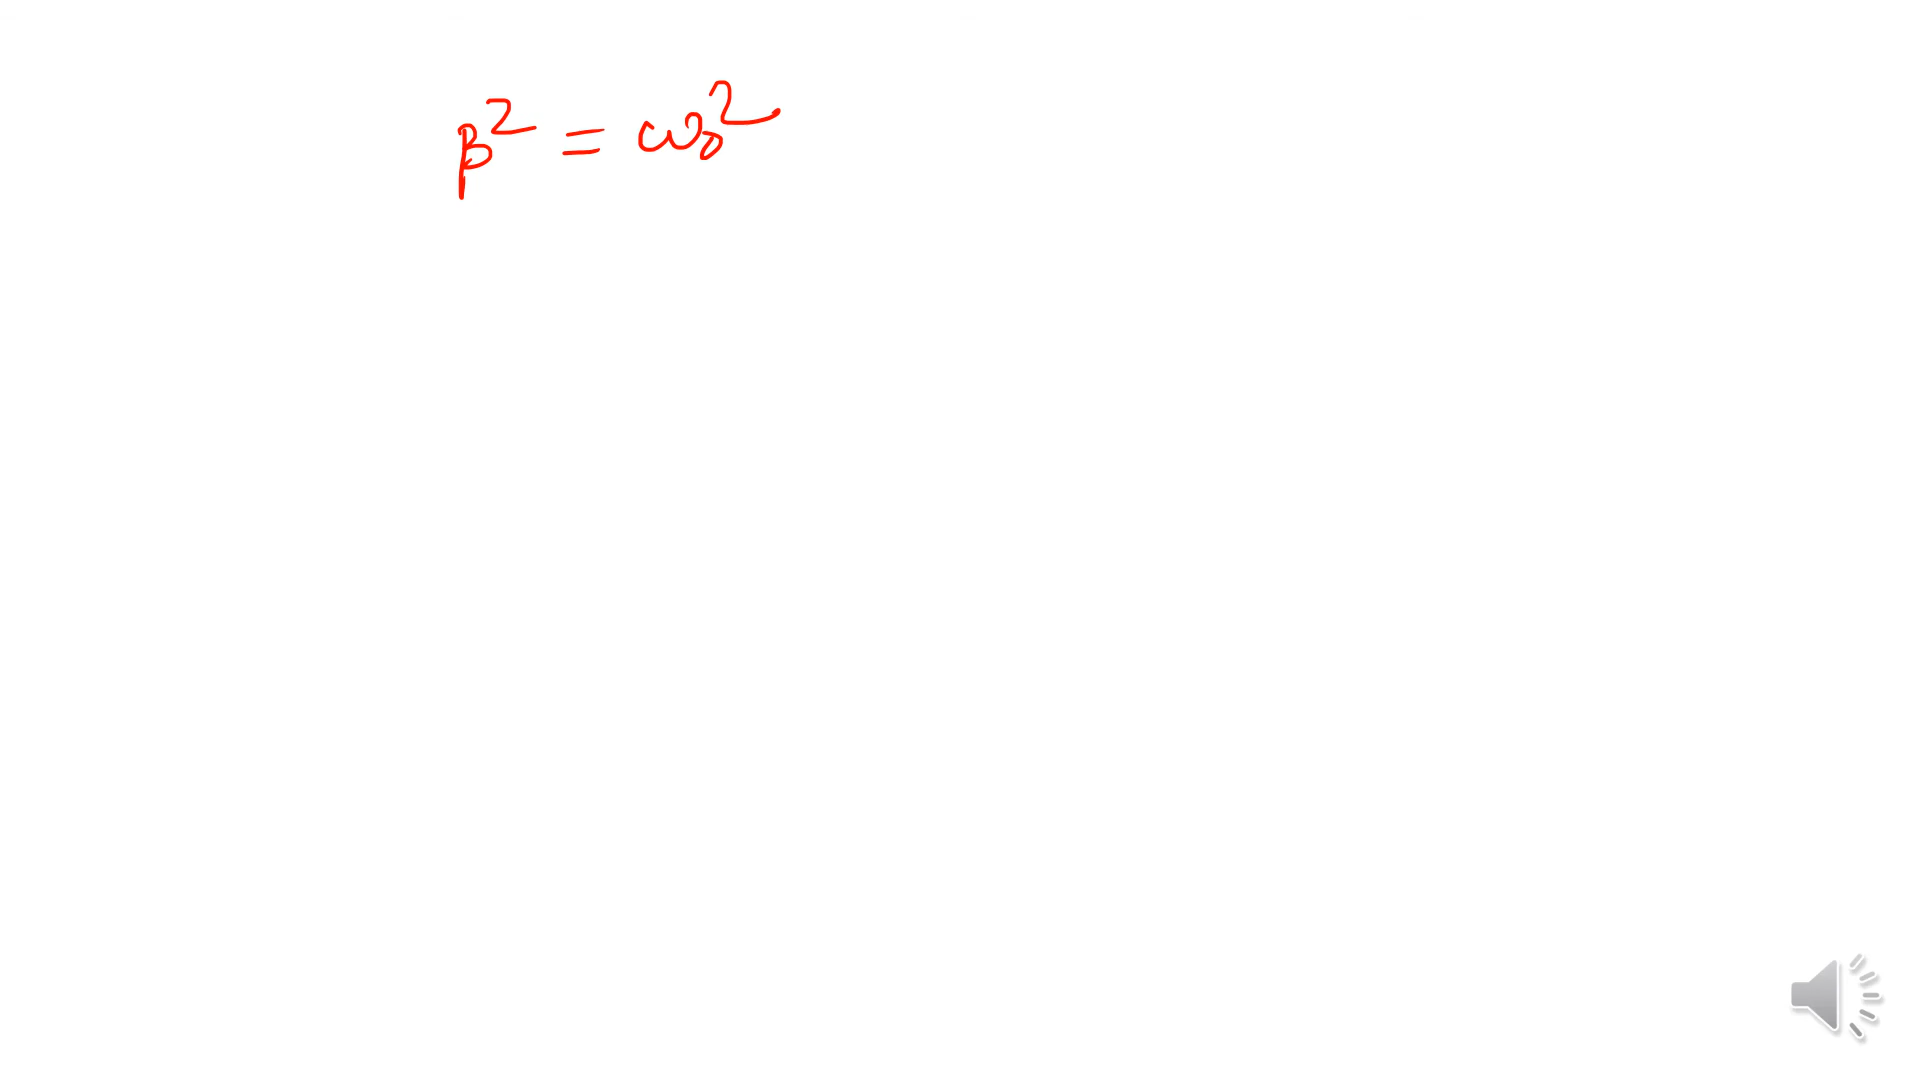 β² = ω₀²